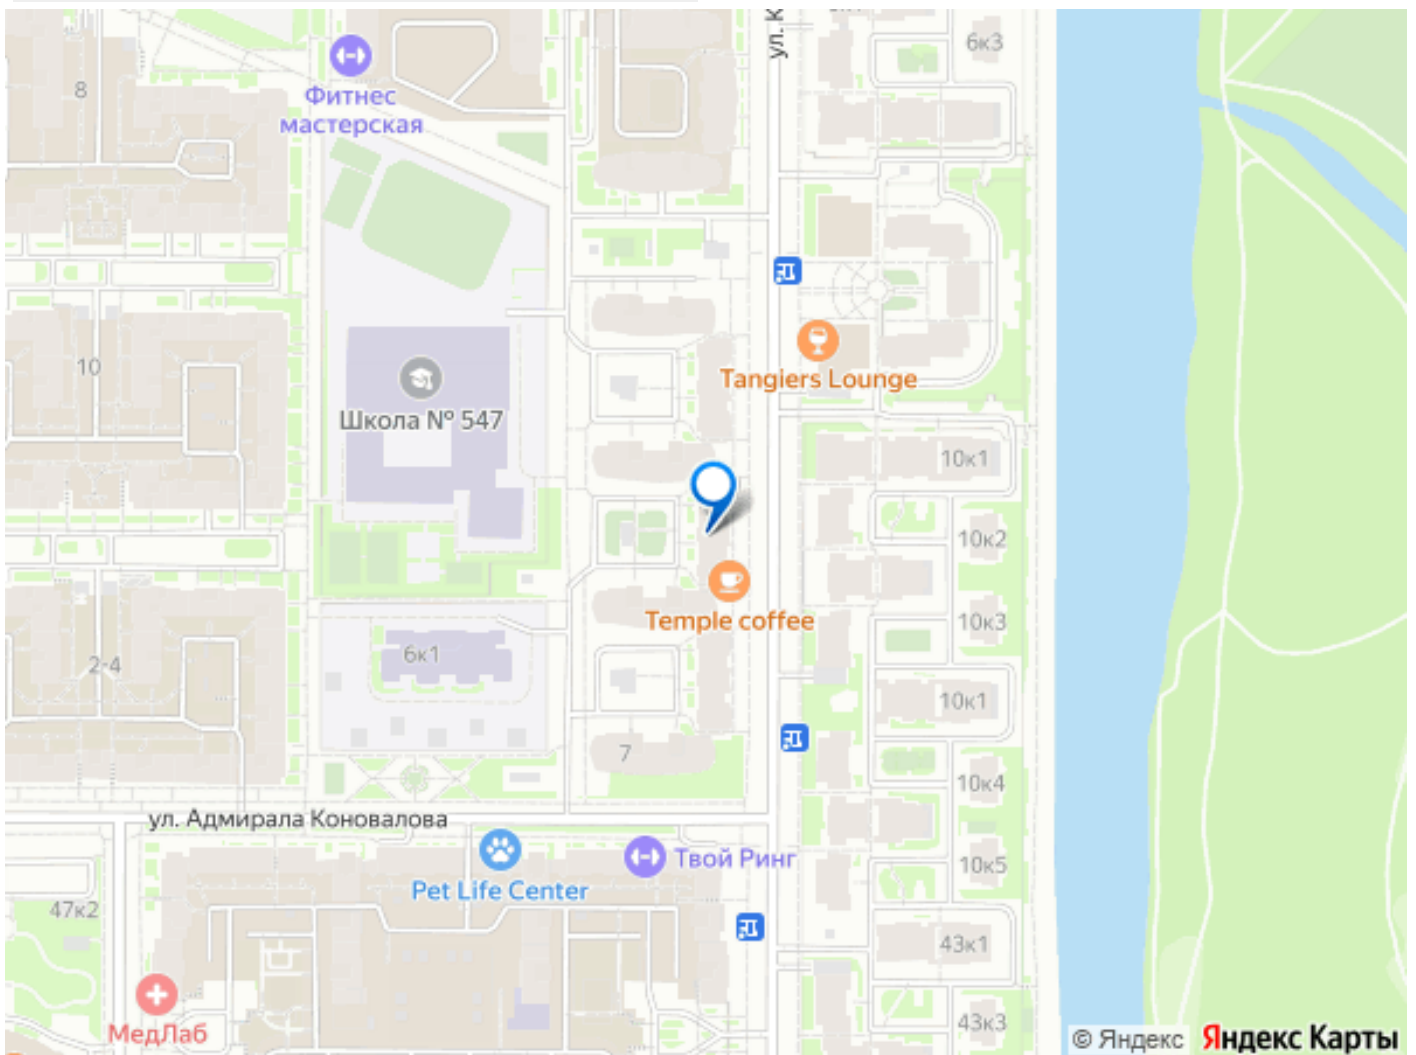 ул. К
6к3
Фитнес
мастерская
8
Tangiers Lounge
10
Школа № 547
10к1
10к2
Temple coffee
10к3
6к1
2-4
10к1
7
10к4
ул. Адмирала Коновалова
Pet Life Center
Твой Ринг
10к5
47к2
43к1
МедЛаб
43к3
© Яндекс Яндекс Карты